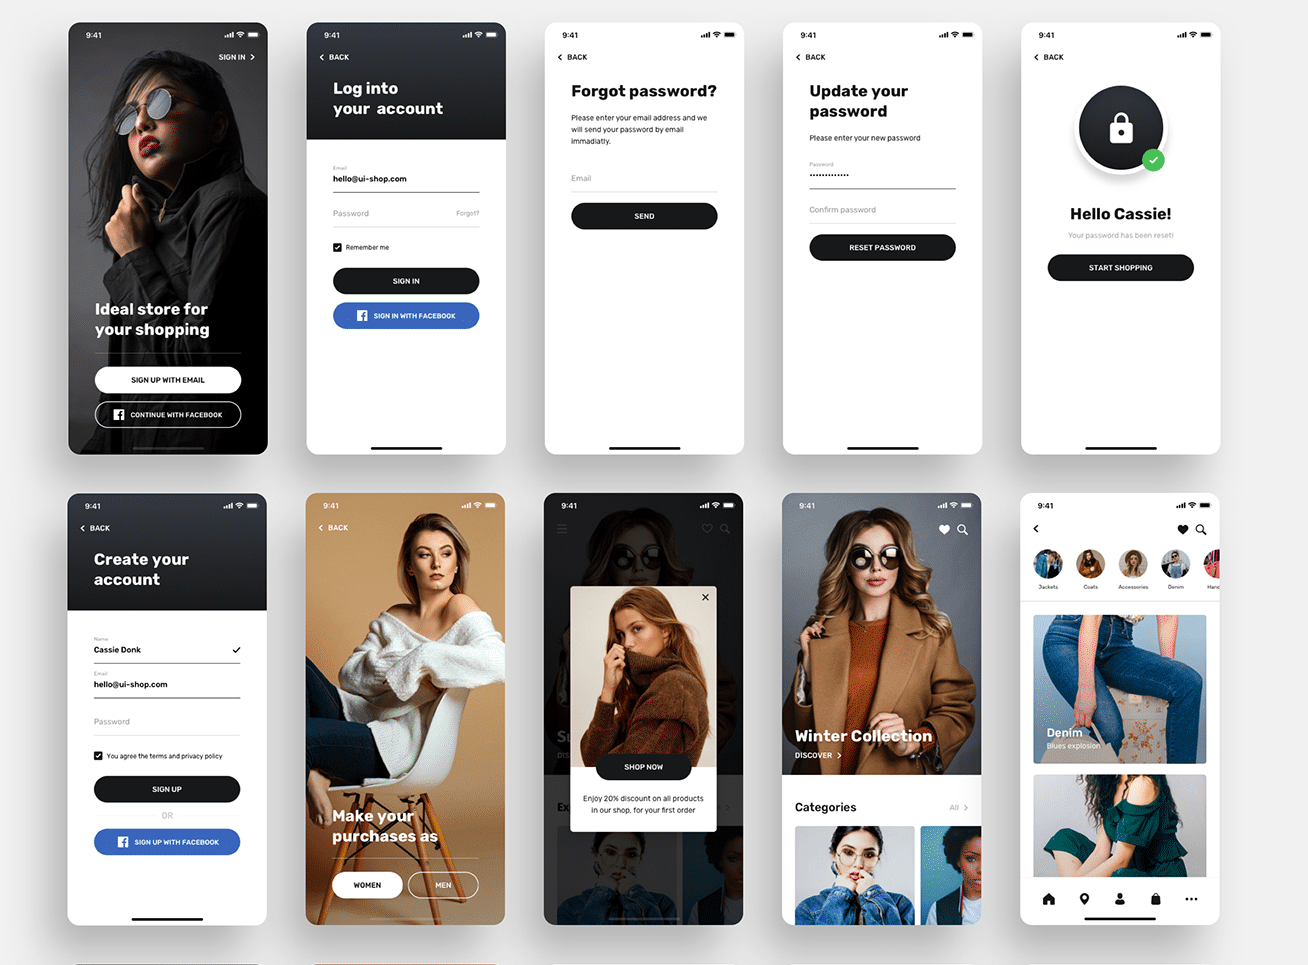 9:41
SIGN IN
Ideal store for
your shopping
SIGN UP WITH EMAIL
CONTINUE WITH FACEBOOK
9:41
BACK
Log into
your account
Email
hello@ui-shop.com
Password Forgot?
Remember me
SIGN IN
SIGN IN WITH FACEBOOK
9:41
BACK
Forgot password?
Please enter your email address and we
will send your password by email
immadiatly.
Email
SEND
9:41
BACK
Update your
password
Please enter your new password
Password
•••••••••••••
Confirm password
RESET PASSWORD
9:41
BACK
Hello Cassie!
Your password has been reset!
START SHOPPING
9:41
BACK
Create your
account
Name
Cassie Donk
Email
hello@ui-shop.com
Password
You agree the terms and privacy policy
SIGN UP
OR
SIGN UP WITH FACEBOOK
9:41
BACK
Make your
purchases as
WOMEN MEN
9:41
Su
DIS
SHOP NOW
Enjoy 20% discount on all products
in our shop, for your first order
Ex
9:41
Winter Collection
DISCOVER
Categories All
9:41
Jackets Coats Accessories Denim Han
Denim
Blues explosion